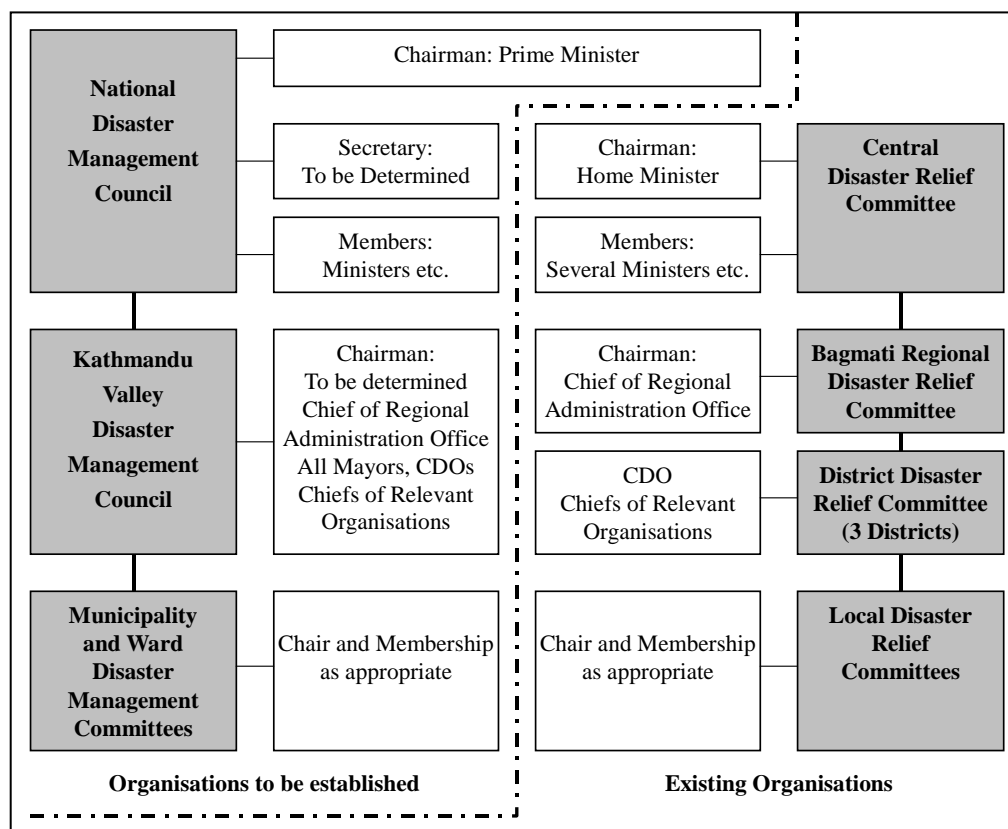 Chairman: Prime Minister
National
Disaster
Management
Council
Secretary:
To be Determined
Members:
Ministers etc.
Chairman:
Home Minister
Central
Disaster Relief
Committee
Members:
Several Ministers etc.
Kathmandu
Valley
Disaster
Management
Council
Chairman:
To be determined
Chief of Regional
Administration Office
All Mayors, CDOs
Chiefs of Relevant
Organisations
Chairman:
Chief of Regional
Administration Office
Bagmati Regional
Disaster Relief
Committee
CDO
Chiefs of Relevant
Organisations
District Disaster
Relief Committee
(3 Districts)
Municipality
and Ward
Disaster
Management
Committees
Chair and Membership
as appropriate
Chair and Membership
as appropriate
Local Disaster
Relief
Committees
Organisations to be established
Existing Organisations